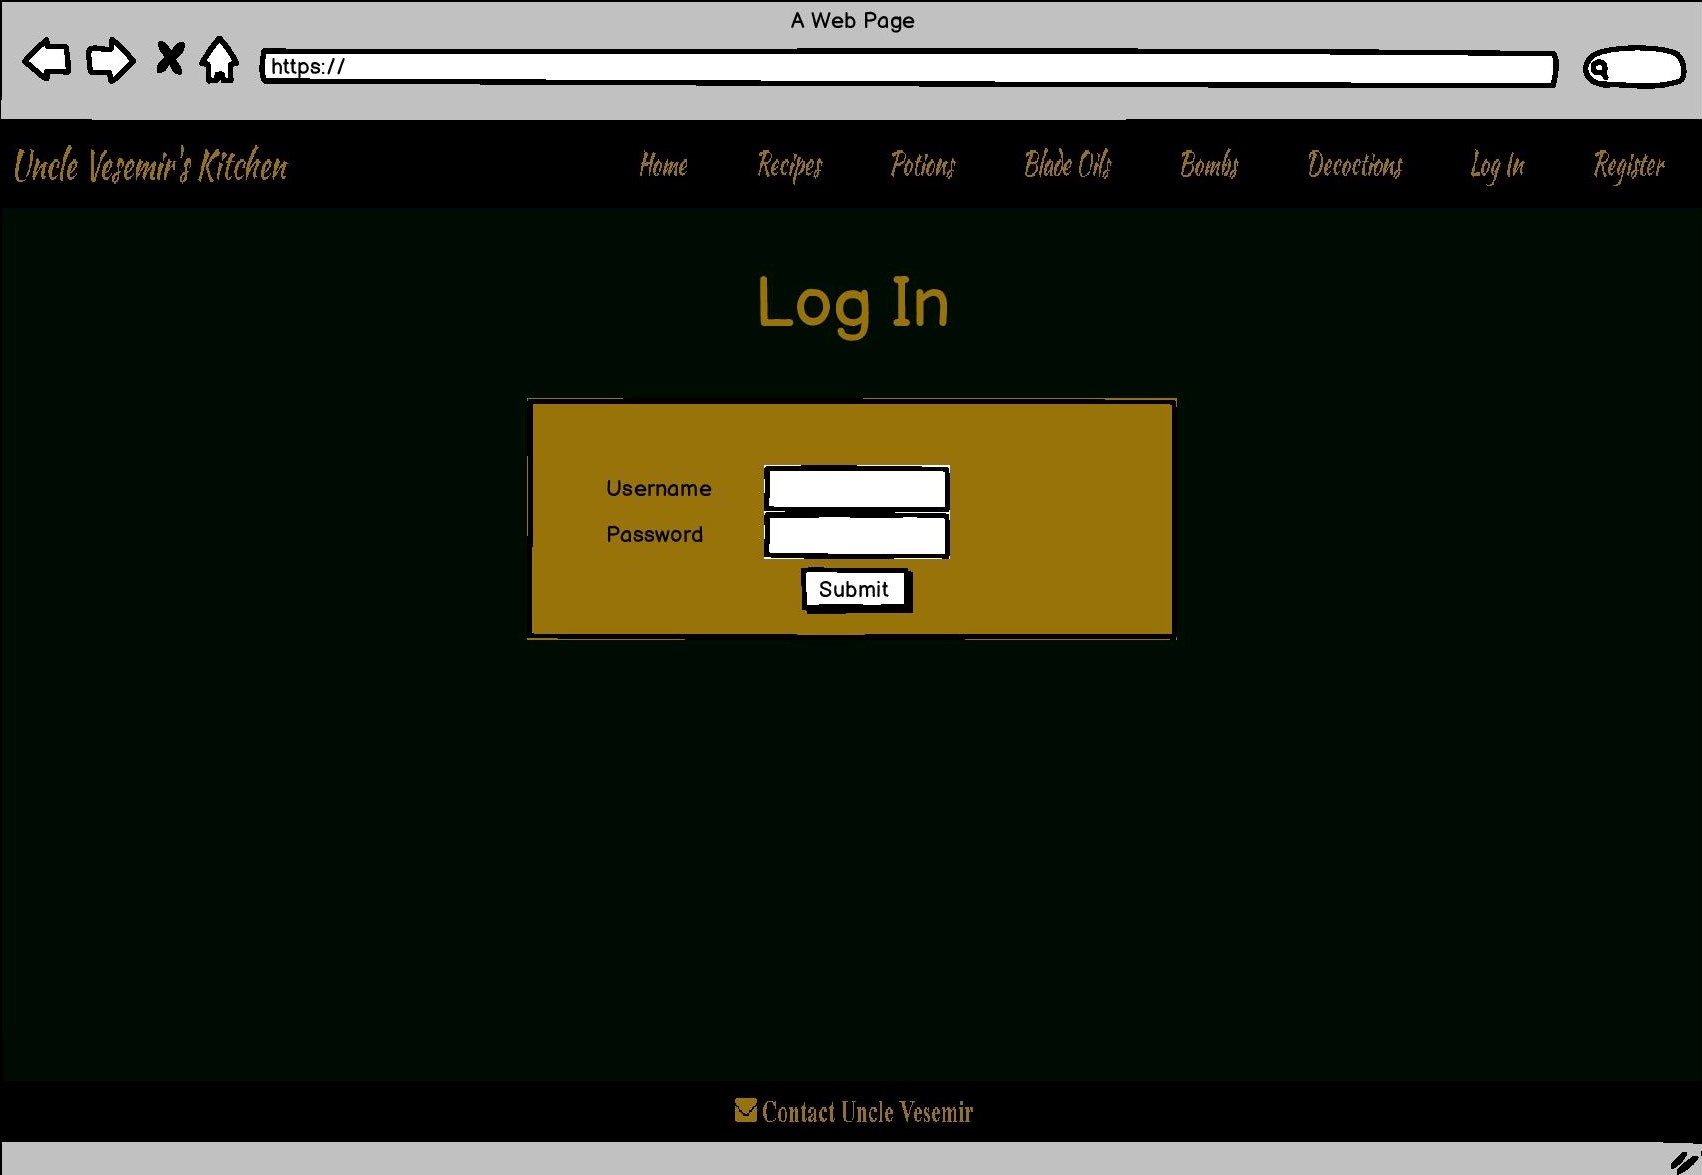 A Web Page
https://
Uncle Vesemir's Kitchen Home Recipes Potions Blade Oils Bombs Decoctions Log In Register
Log In
Username
Password
Submit
Contact Uncle Vesemir